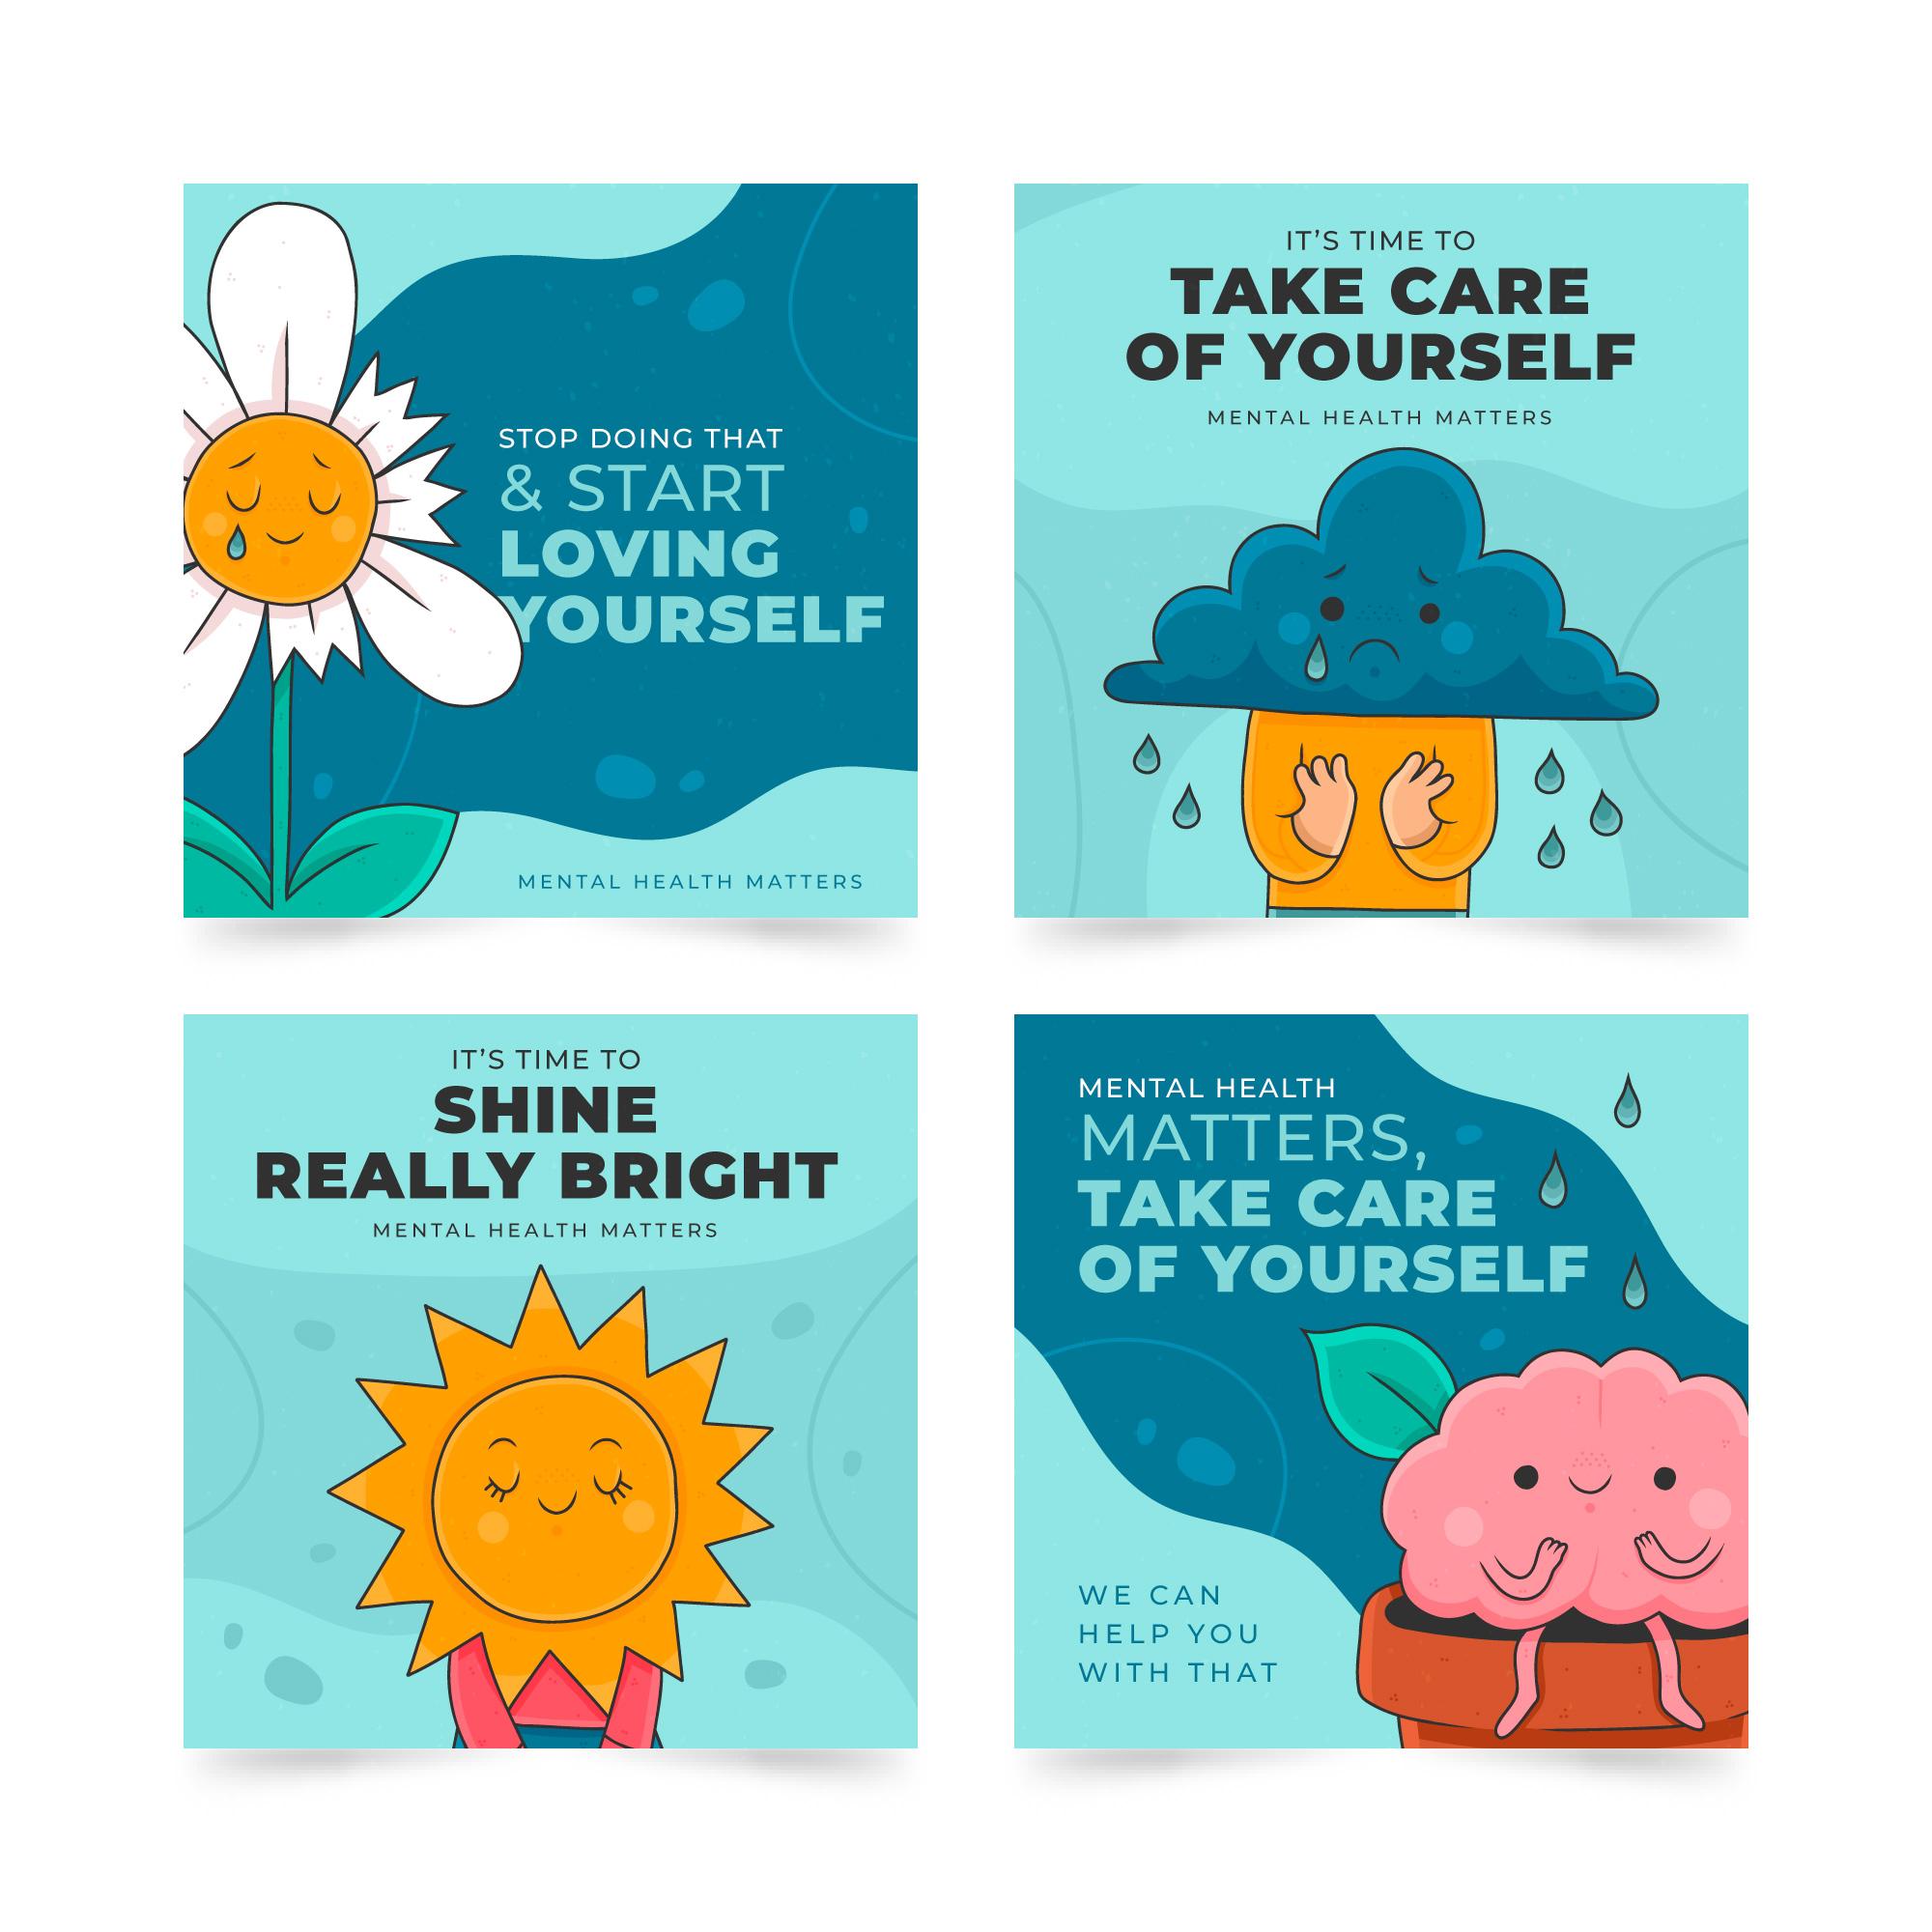 STOP DOING THAT
& START
LOVING
YOURSELF
MENTAL HEALTH MATTERS
IT'S TIME TO
TAKE CARE
OF YOURSELF
MENTAL HEALTH MATTERS
IT'S TIME TO
SHINE
REALLY BRIGHT
MENTAL HEALTH MATTERS
MENTAL HEALTH
MATTERS,
TAKE CARE
OF YOURSELF
WE CAN
HELP YOU
WITH THAT